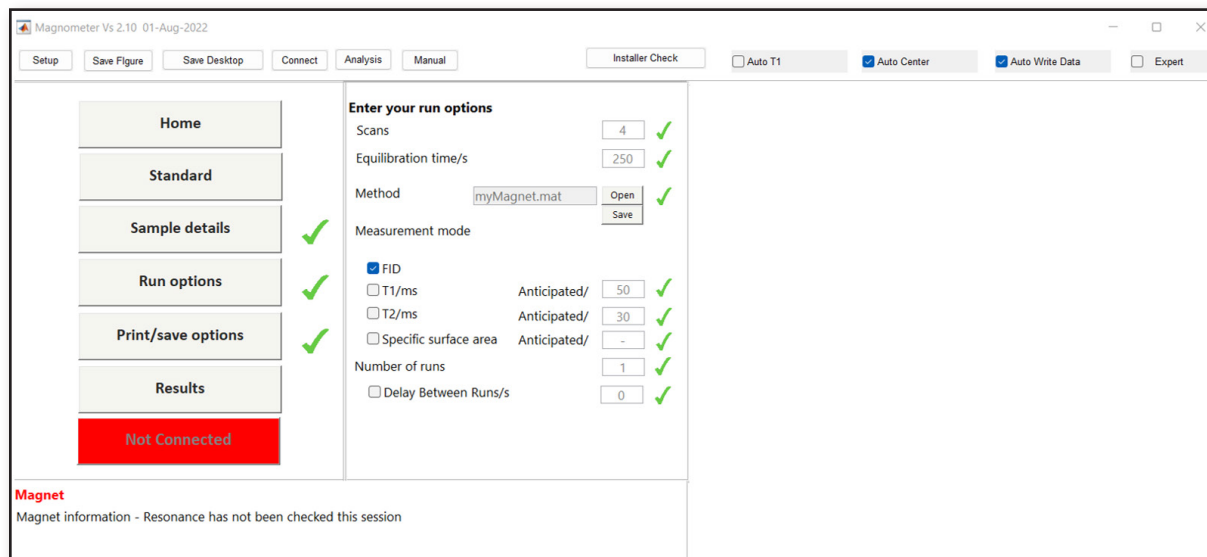 Magnometer Vs 2.10 01-Aug-2022
Setup Save FIgure Save Desktop Connect Analysis Manual Installer Check Auto T1 Auto Center Auto Write Data Expert
Home
Standard
Sample details
Run options
Print/save options
Results
Not Connected
Enter your run options
Scans 4
Equilibration time/s 250
Method myMagnet.mat Open
Save
Measurement mode
FID
T1/ms Anticipated/ 50
T2/ms Anticipated/ 30
Specific surface area Anticipated/ -
Number of runs 1
Delay Between Runs/s 0
Magnet
Magnet information - Resonance has not been checked this session